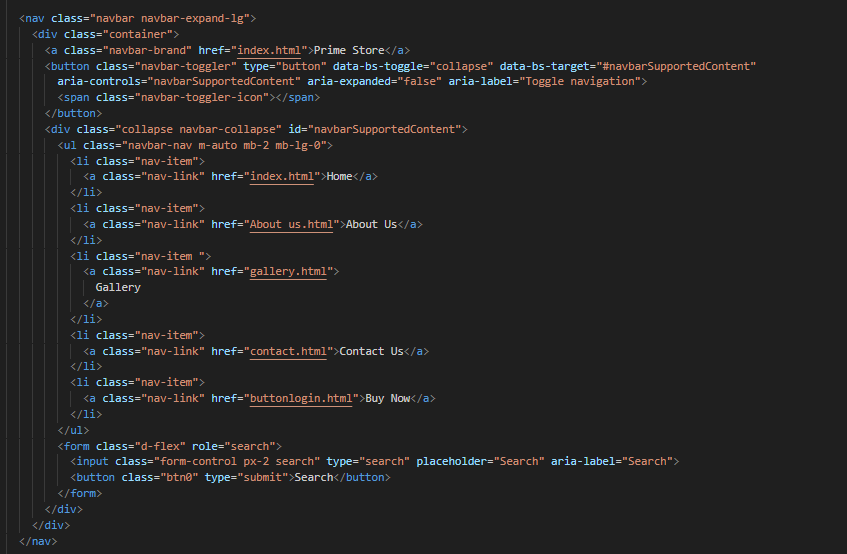 <nav class="navbar navbar-expand-lg">
<div class="container">
<a class="navbar-brand" href="index.html">Prime Store</a>
<button class="navbar-toggler" type="button" data-bs-toggle="collapse" data-bs-target="#navbarSupportedContent"
aria-controls="navbarSupportedContent" aria-expanded="false" aria-label="Toggle navigation">
<span class="navbar-toggler-icon"></span>
</button>
<div class="collapse navbar-collapse" id="navbarSupportedContent">
<ul class="navbar-nav m-auto mb-2 mb-lg-0">
<li class="nav-item">
<a class="nav-link" href="index.html">Home</a>
</li>
<li class="nav-item">
<a class="nav-link" href="About us.html">About Us</a>
</li>
<li class="nav-item ">
<a class="nav-link" href="gallery.html">
Gallery
</a>
</li>
<li class="nav-item">
<a class="nav-link" href="contact.html">Contact Us</a>
</li>
<li class="nav-item">
<a class="nav-link" href="buttonlogin.html">Buy Now</a>
</li>
</ul>
<form class="d-flex" role="search">
<input class="form-control px-2 search" type="search" placeholder="Search" aria-label="Search">
<button class="btn0" type="submit">Search</button>
</form>
</div>
</div>
</nav>